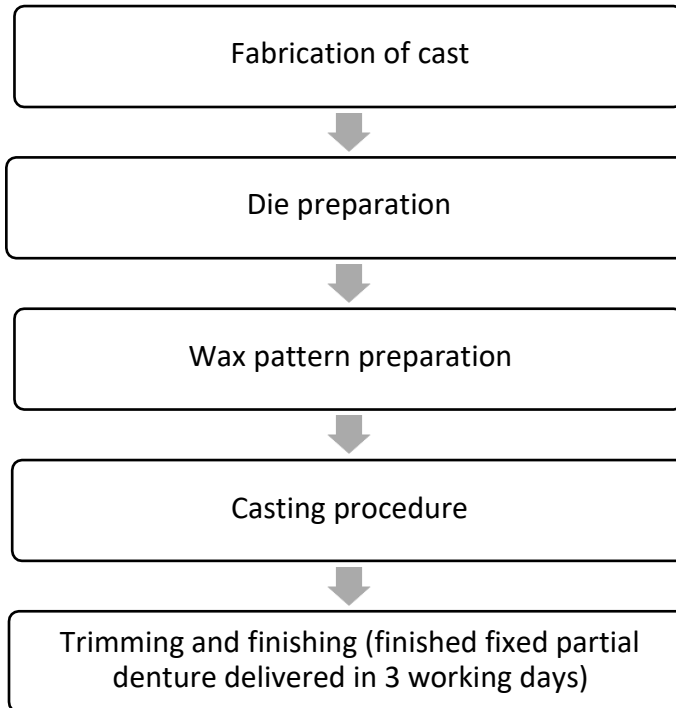 Fabrication of cast
Die preparation
Wax pattern preparation
Casting procedure
Trimming and finishing (finished fixed partial
denture delivered in 3 working days)